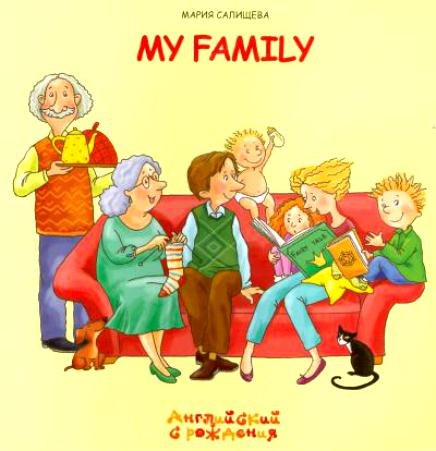 МАРИЯ САЛИЩЕВА
MY FAMILY
FAIRY TALE
Английский
с рождения